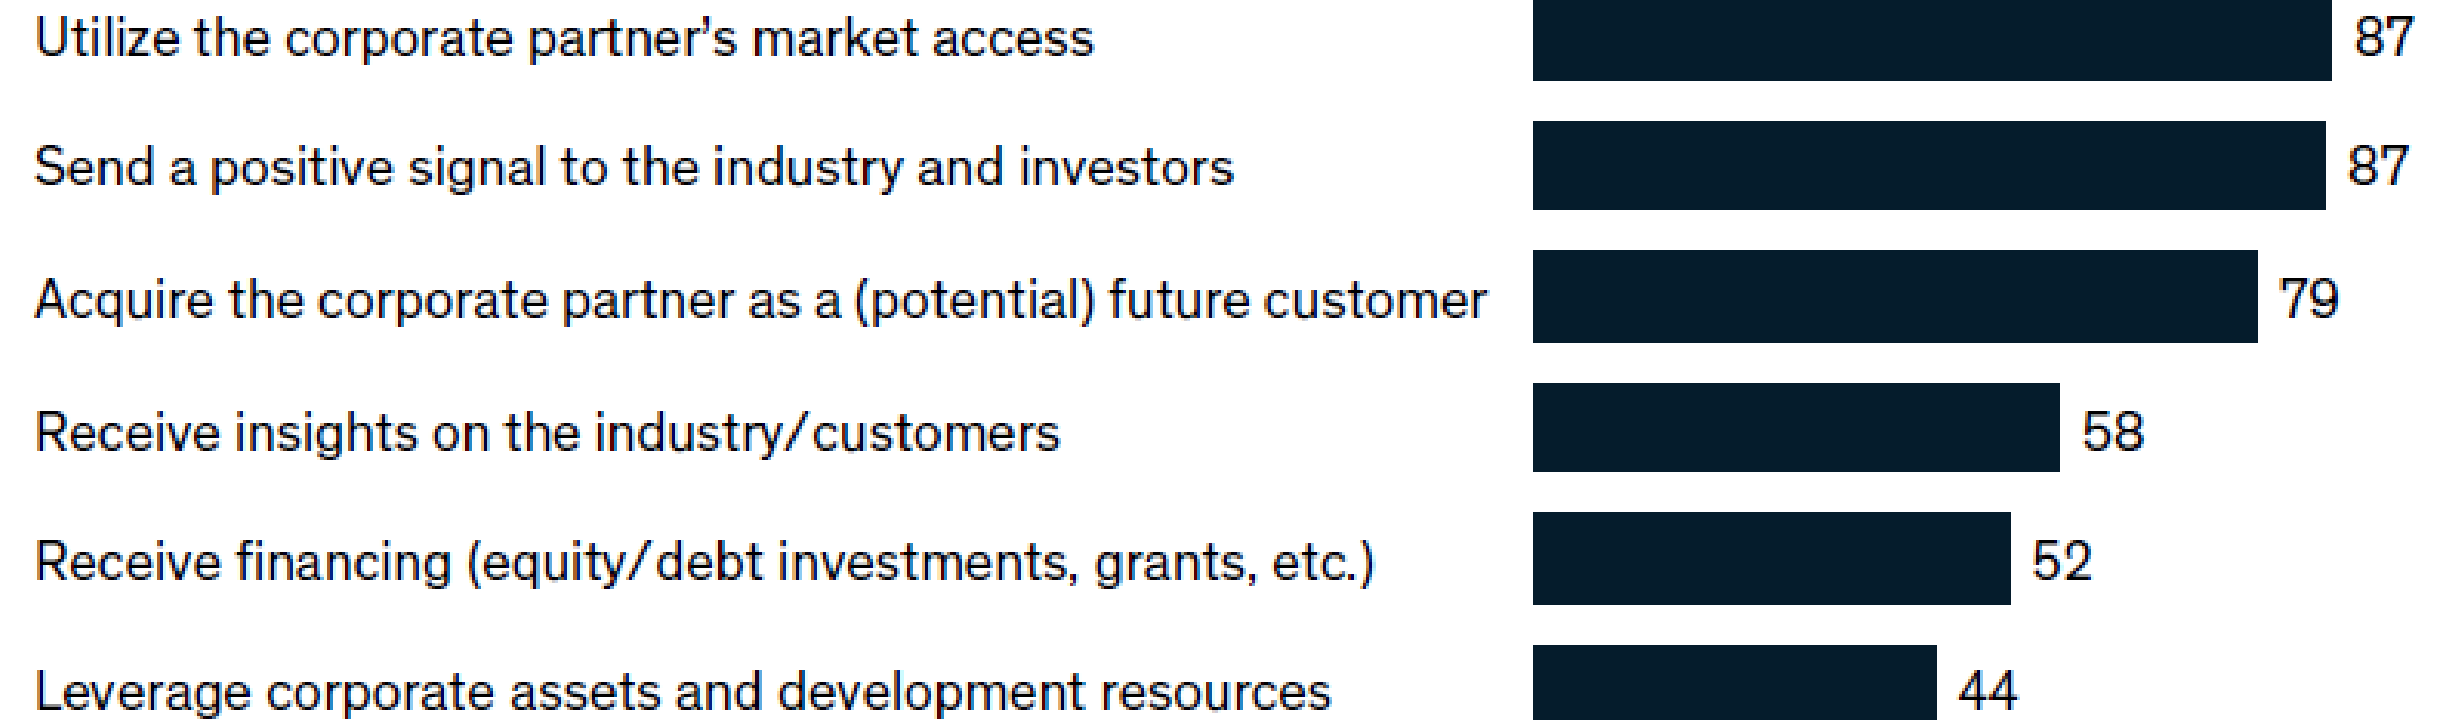 Utilize the corporate partner’s market access 87
Send a positive signal to the industry and investors 87
Acquire the corporate partner as a (potential) future customer 79
Receive insights on the industry/customers 58
Receive financing (equity/debt investments, grants, etc.) 52
Leverage corporate assets and development resources 44